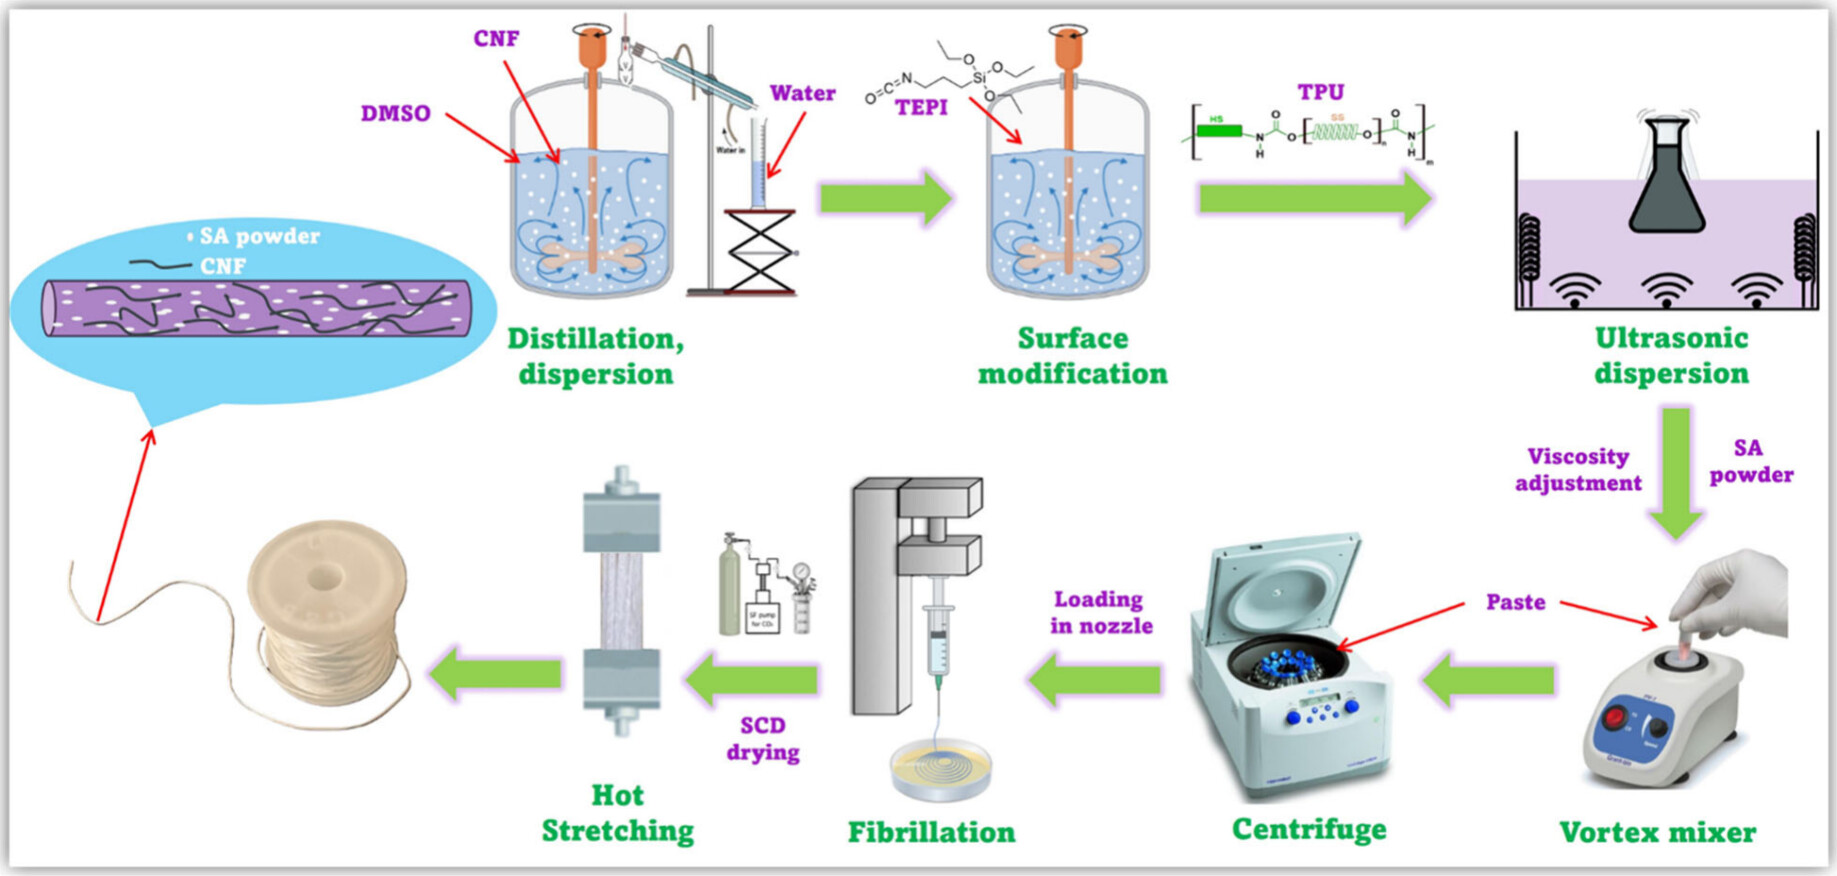 CNF
DMSO
Water
Water in
O
C
N
Si
O
O
O
TEPI
TPU
HS
N
H
O
O
SS
O
n
O
N
H
m
SA powder
CNF
Distillation,
dispersion
Surface
modification
Ultrasonic
dispersion
Viscosity
adjustment
SA
powder
SF pump
for CO₂
Loading
in nozzle
Paste
SCD
drying
Hot
Stretching
Fibrillation
Centrifuge
Vortex mixer